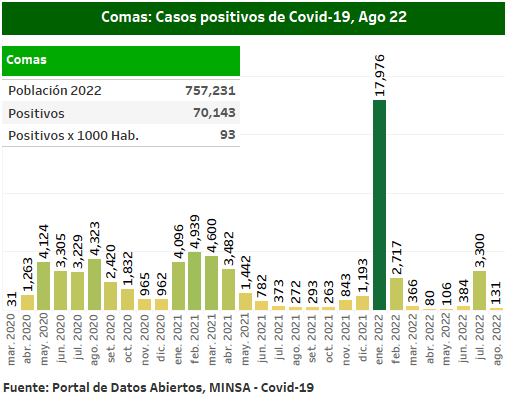 Comas: Casos positivos de Covid-19, Ago 22
Comas
Población 2022 757,231
Positivos 70,143
Positivos x 1000 Hab. 93
31
1,263
4,124
3,305
3,229
4,323
2,420
1,832
965
962
4,096
4,939
4,600
3,482
1,442
782
373
272
293
263
843
1,193
17,976
2,717
366
80
106
384
3,300
131
mar. 2020
abr. 2020
may. 2020
jun. 2020
jul. 2020
ago. 2020
set. 2020
oct. 2020
nov. 2020
dic. 2020
ene. 2021
feb. 2021
mar. 2021
abr. 2021
may. 2021
jun. 2021
jul. 2021
ago. 2021
set. 2021
oct. 2021
nov. 2021
dic. 2021
ene. 2022
feb. 2022
mar. 2022
abr. 2022
may. 2022
jun. 2022
jul. 2022
ago. 2022
Fuente: Portal de Datos Abiertos, MINSA - Covid-19